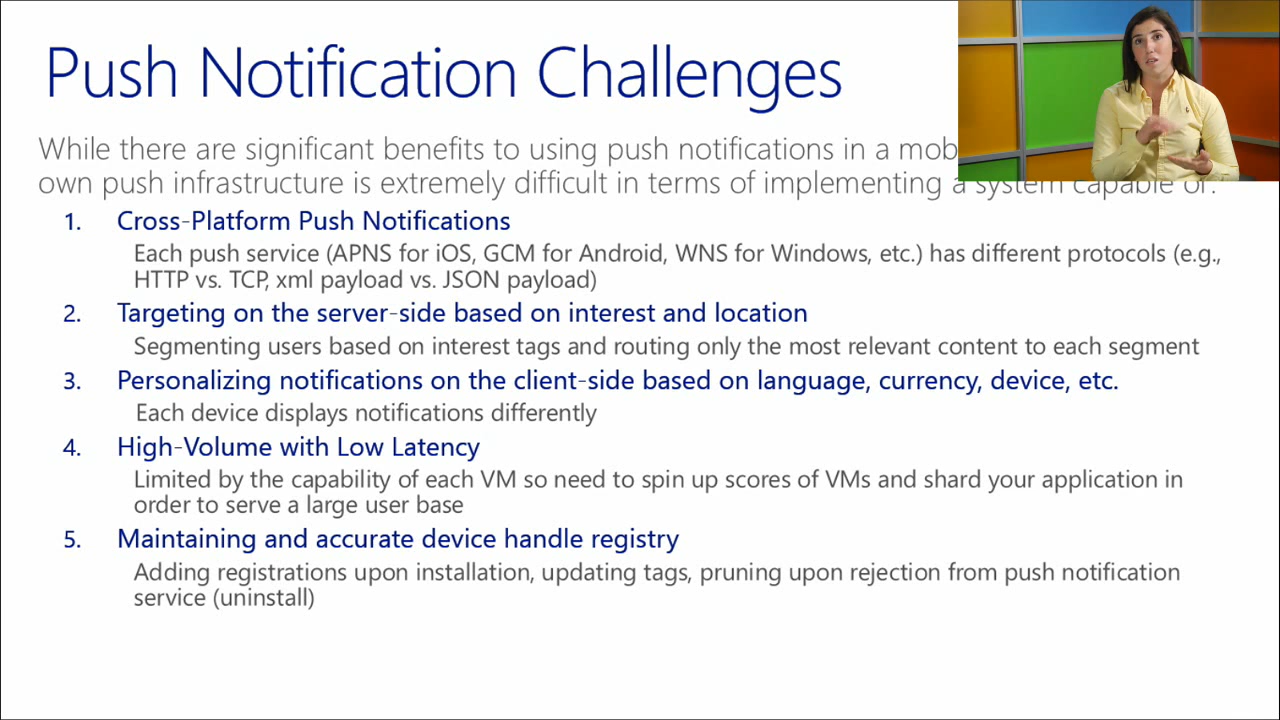 Push Notification Challenges
While there are significant benefits to using push notifications in a mob
own push infrastructure is extremely difficult in terms of implementing a system capable of:
1. Cross-Platform Push Notifications
Each push service (APNS for iOS, GCM for Android, WNS for Windows, etc.) has different protocols (e.g.,
HTTP vs. TCP, xml payload vs. JSON payload)
2. Targeting on the server-side based on interest and location
Segmenting users based on interest tags and routing only the most relevant content to each segment
3. Personalizing notifications on the client-side based on language, currency, device, etc.
Each device displays notifications differently
4. High-Volume with Low Latency
Limited by the capability of each VM so need to spin up scores of VMs and shard your application in
order to serve a large user base
5. Maintaining and accurate device handle registry
Adding registrations upon installation, updating tags, pruning upon rejection from push notification
service (uninstall)